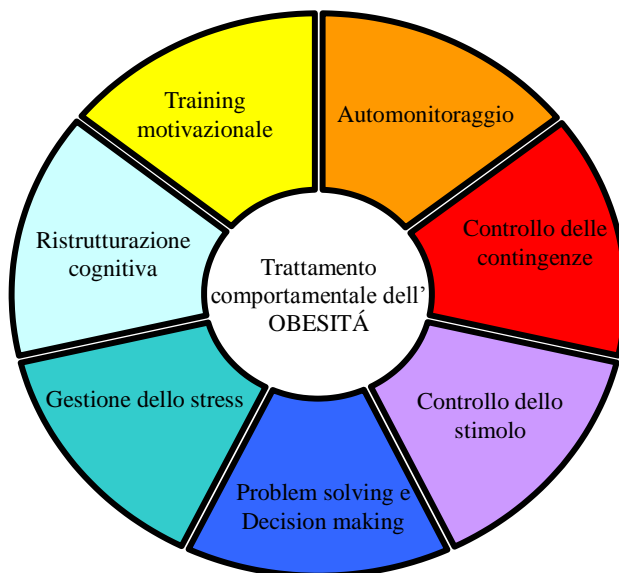 Training
motivazionale
Automonitoraggio
Controllo delle
contingenze
Controllo dello
stimolo
Problem solving e
Decision making
Gestione dello stress
Ristrutturazione
cognitiva
Trattamento
comportamentale dell’
OBESITÁ